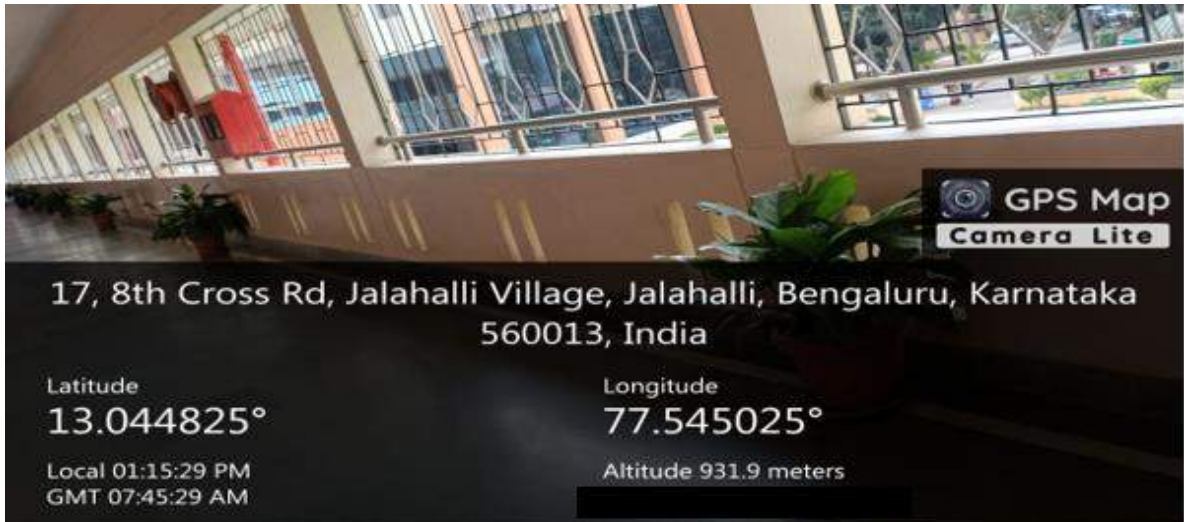 GPS Map
Camera Lite
17, 8th Cross Rd, Jalahalli Village, Jalahalli, Bengaluru, Karnataka
560013, India
Latitude
13.044825°
Longitude
77.545025°
Local 01:15:29 PM
GMT 07:45:29 AM
Altitude 931.9 meters